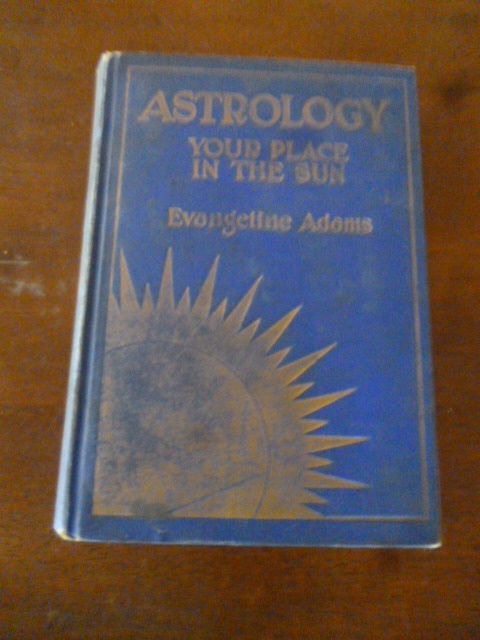 ASTROLOGY
YOUR PLACE
IN THE SUN
Evangeline Adams